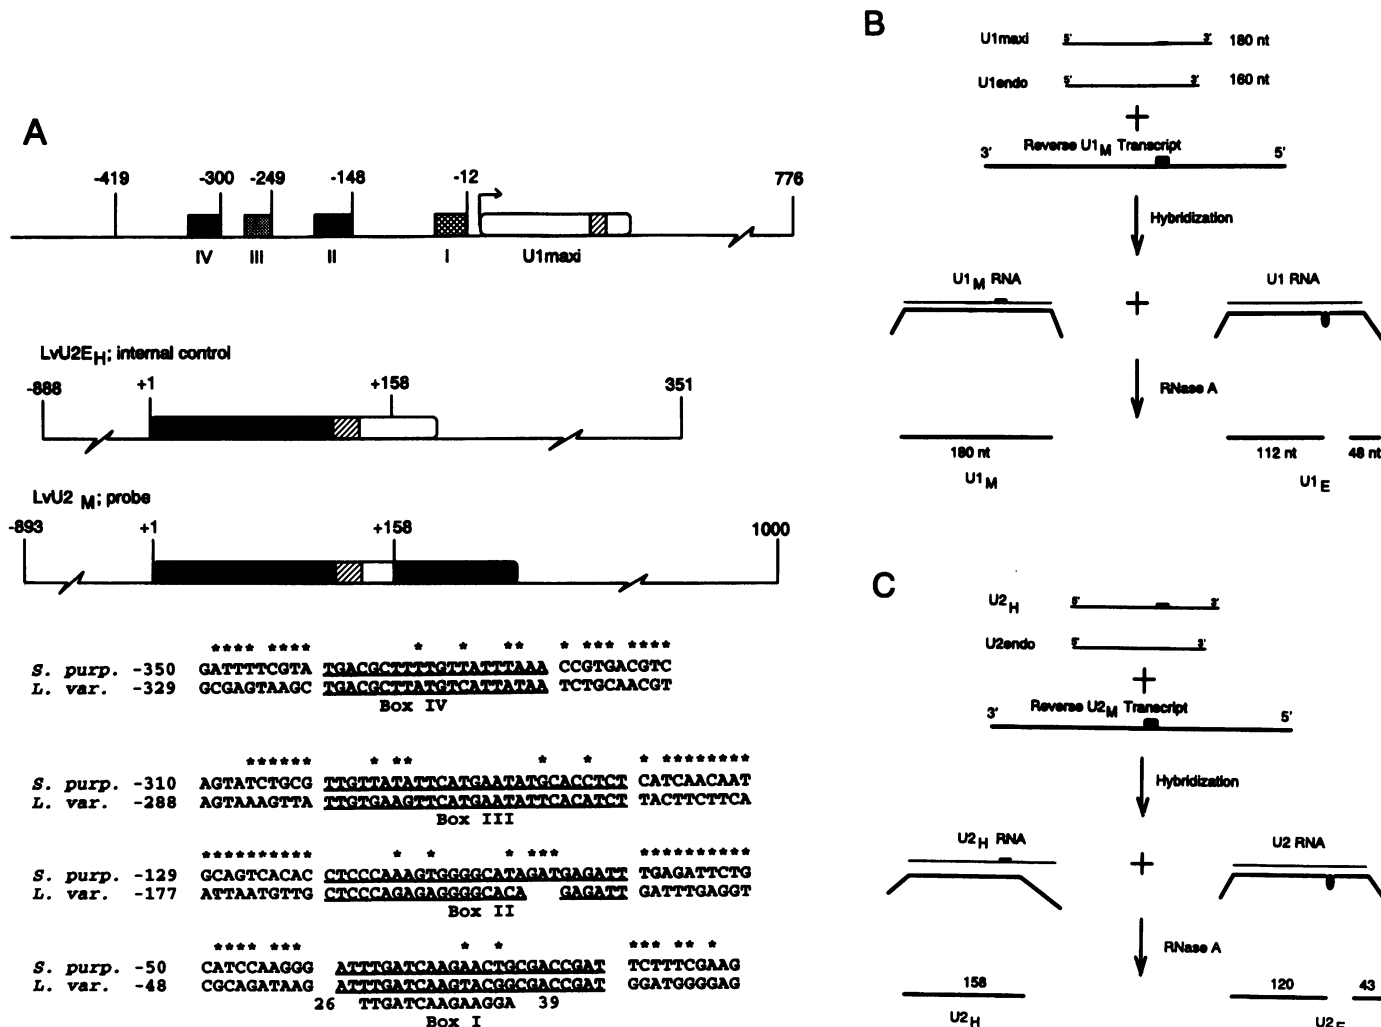 A
-419 -300 -249 -148 -12 776
IV III II I U1maxi
LvU2E H; internal control
-888 +1 +158 351
LvU2 M; probe
-893 +1 +158 1000
**** **** * * ** * *** ****
S. purp. -350 GATTTTCGTA TGACGCTTTTGTTATTTAAA CCGTGACGTC
L. var. -329 GCGAGTAAGC TGACGCTTATGTCATTATAA TCTGCAACGT
Box IV
****** * ** * * * ********
S. purp. -310 AGTATCTGCG TTGTTATATTCATGAATATGCACCTCT CATCAACAAT
L. var. -288 AGTAAAGTTA TTGTGAAGTTCATGAATATTCACATCT TACTTCTTCA
Box III
********** * * * *** **********
S. purp. -129 GCAGTCACAC CTCCCAAAGTGGGGCATAGATGAGATT TGAGATTCTG
L. var. -177 ATTAATGTTG CTCCCAGAGAGGGGCACA GAGATT GATTTGAGGT
Box II
**** *** * * *** ** *
S. purp. -50 CATCCAAGGG ATTTGATCAAGAACTGCGACCGAT TCTTTCGAAG
L. var. -48 CGCAGATAAG ATTTGATCAAGTACGGCGACCGAT GGATGGGGAG
26 TTGATCAAGAAGGA 39
Box I
B
U1maxi 5' 3' 180 nt
U1endo 5' 3' 160 nt
+
Reverse U1M Transcript
3' 5'
Hybridization
U1M RNA + U1 RNA
RNase A
180 nt 112 nt 48 nt
U1M U1E
C
U2H 5' 3'
U2endo 5' 3'
+
Reverse U2M Transcript
3' 5'
Hybridization
U2H RNA + U2 RNA
RNase A
158 120 43
U2H U2E